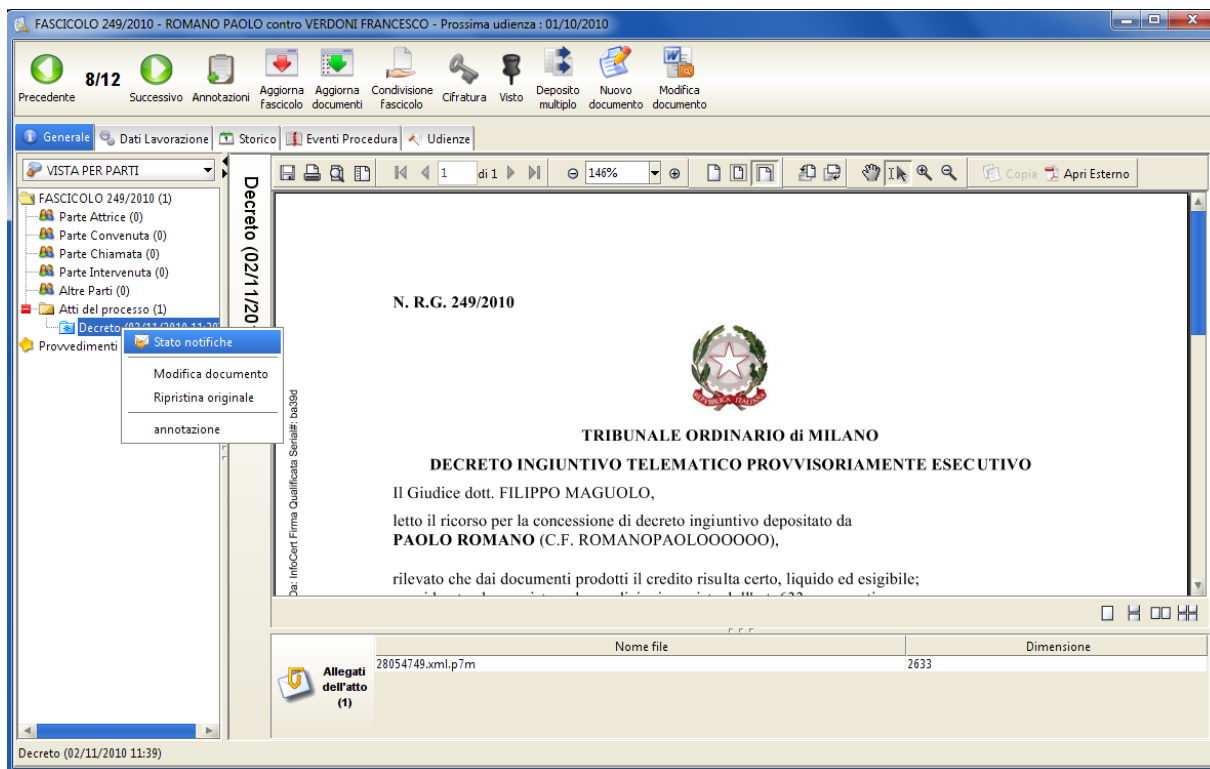 FASCICOLO 249/2010 - ROMANO PAOLO contro VERDONI FRANCESCO - Prossima udienza : 01/10/2010
Precedente
8/12
Successivo
Annotazioni
Aggiorna fascicolo
Aggiorna documenti
Condivisione fascicolo
Cifratura
Visto
Deposito multiplo
Nuovo documento
Modifica documento
Generale
Dati Lavorazione
Storico
Eventi Procedura
Udienze
VISTA PER PARTI
FASCICOLO 249/2010 (1)
Parte Attrice (0)
Parte Convenuta (0)
Parte Chiamata (0)
Parte Intervenuta (0)
Altre Parti (0)
Atti del processo (1)
Decreto
Provvedimenti
Stato notifiche
Modifica documento
Ripristina originale
annotazione
Decreto (02/11/20
1 di 1
146%
Copia
Apri Esterno
N. R.G. 249/2010
REPVBBLICA ITALIANA
TRIBUNALE ORDINARIO di MILANO
DECRETO INGIUNTIVO TELEMATICO PROVVISORIAMENTE ESECUTIVO
Il Giudice dott. FILIPPO MAGUOLO,
letto il ricorso per la concessione di decreto ingiuntivo depositato da
PAOLO ROMANO (C.F. ROMANOPAOLOOOOOO),
rilevato che dai documenti prodotti il credito risulta certo, liquido ed esigibile;
Da: InfoCert Firma Qualificata Serial#: ba39d
Allegati
dell'atto
(1)
Nome file
Dimensione
28054749.xml.p7m
2633
Decreto (02/11/2010 11:39)